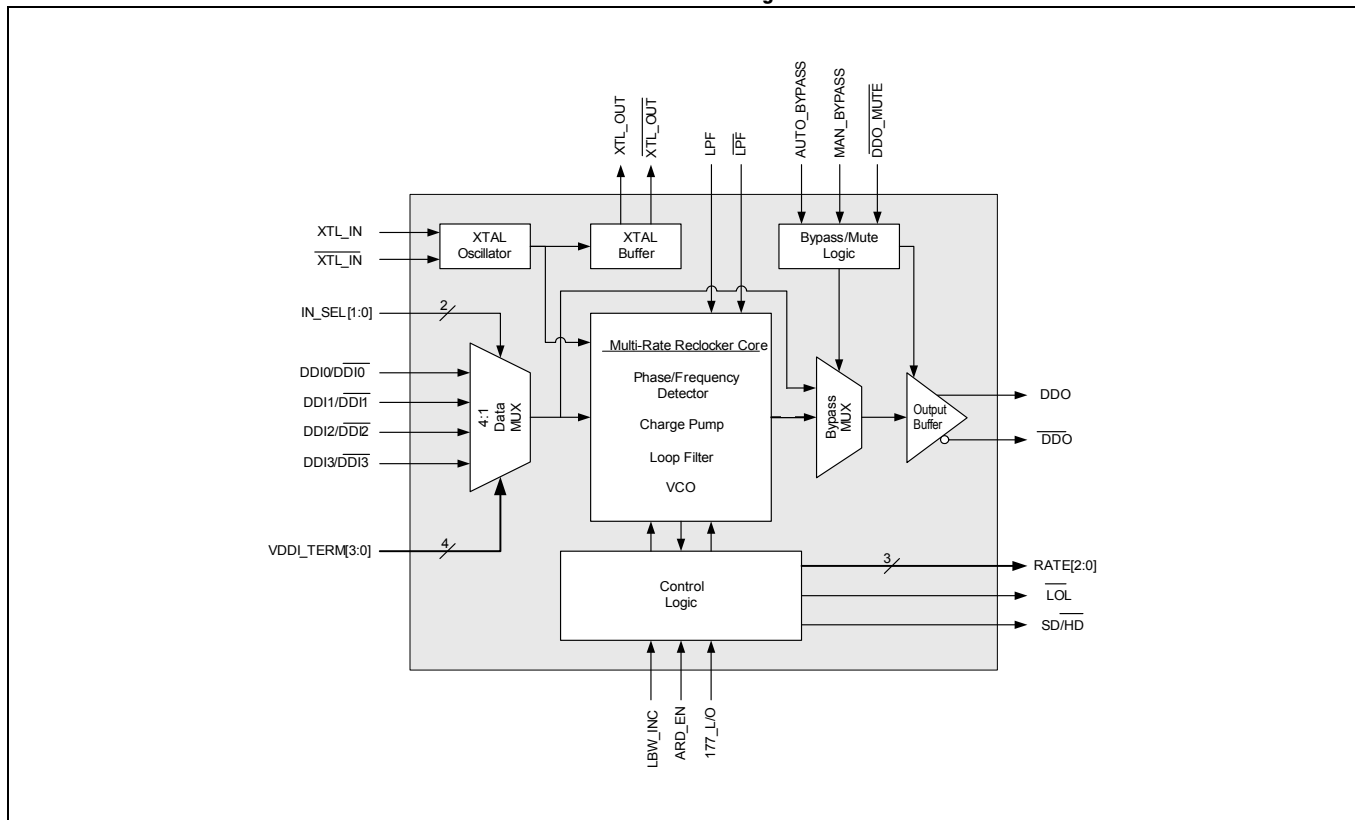 XTL_OUT
XTL_OUT
LPF
LPF
AUTO_BYPASS
MAN_BYPASS
DDO_MUTE
XTL_IN
XTL_IN
XTAL
Oscillator
XTAL
Buffer
Bypass/Mute
Logic
IN_SEL[1:0]
2
DDI0/DDI0
DDI1/DDI1
DDI2/DDI2
DDI3/DDI3
4:1
Data
MUX
Multi-Rate Reclocker Core
Phase/Frequency
Detector
Charge Pump
Loop Filter
VCO
Bypass
MUX
Output
Buffer
DDO
DDO
VDDI_TERM[3:0]
4
Control
Logic
3
RATE[2:0]
LOL
SD/HD
LBW_INC
ARD_EN
177_L/O